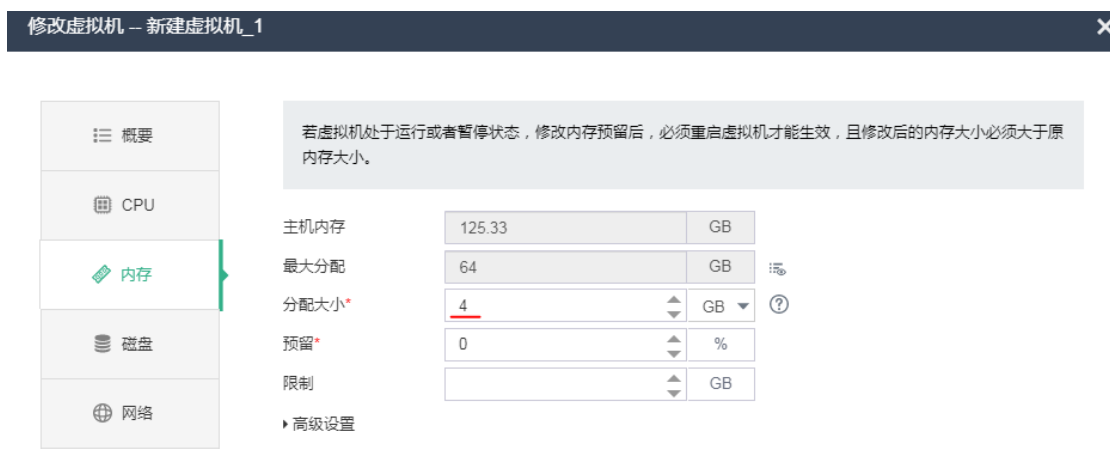 修改虚拟机 -- 新建虚拟机_1
概要
CPU
内存
磁盘
网络
若虚拟机处于运行或者暂停状态，修改内存预留后，必须重启虚拟机才能生效，且修改后的内存大小必须大于原
内存大小。
主机内存 125.33 GB
最大分配 64 GB
分配大小* 4 GB
预留* 0 %
限制 GB
高级设置